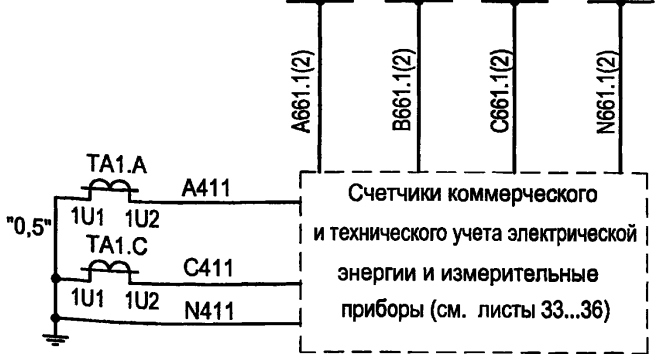 A661.1(2)
B661.1(2)
C661.1(2)
N661.1(2)
TA1.A
A411
"0,5"
1U1 1U2
TA1.C
C411
1U1 1U2
N411
Счетчики коммерческого
и технического учета электрической
энергии и измерительные
приборы (см. листы 33...36)